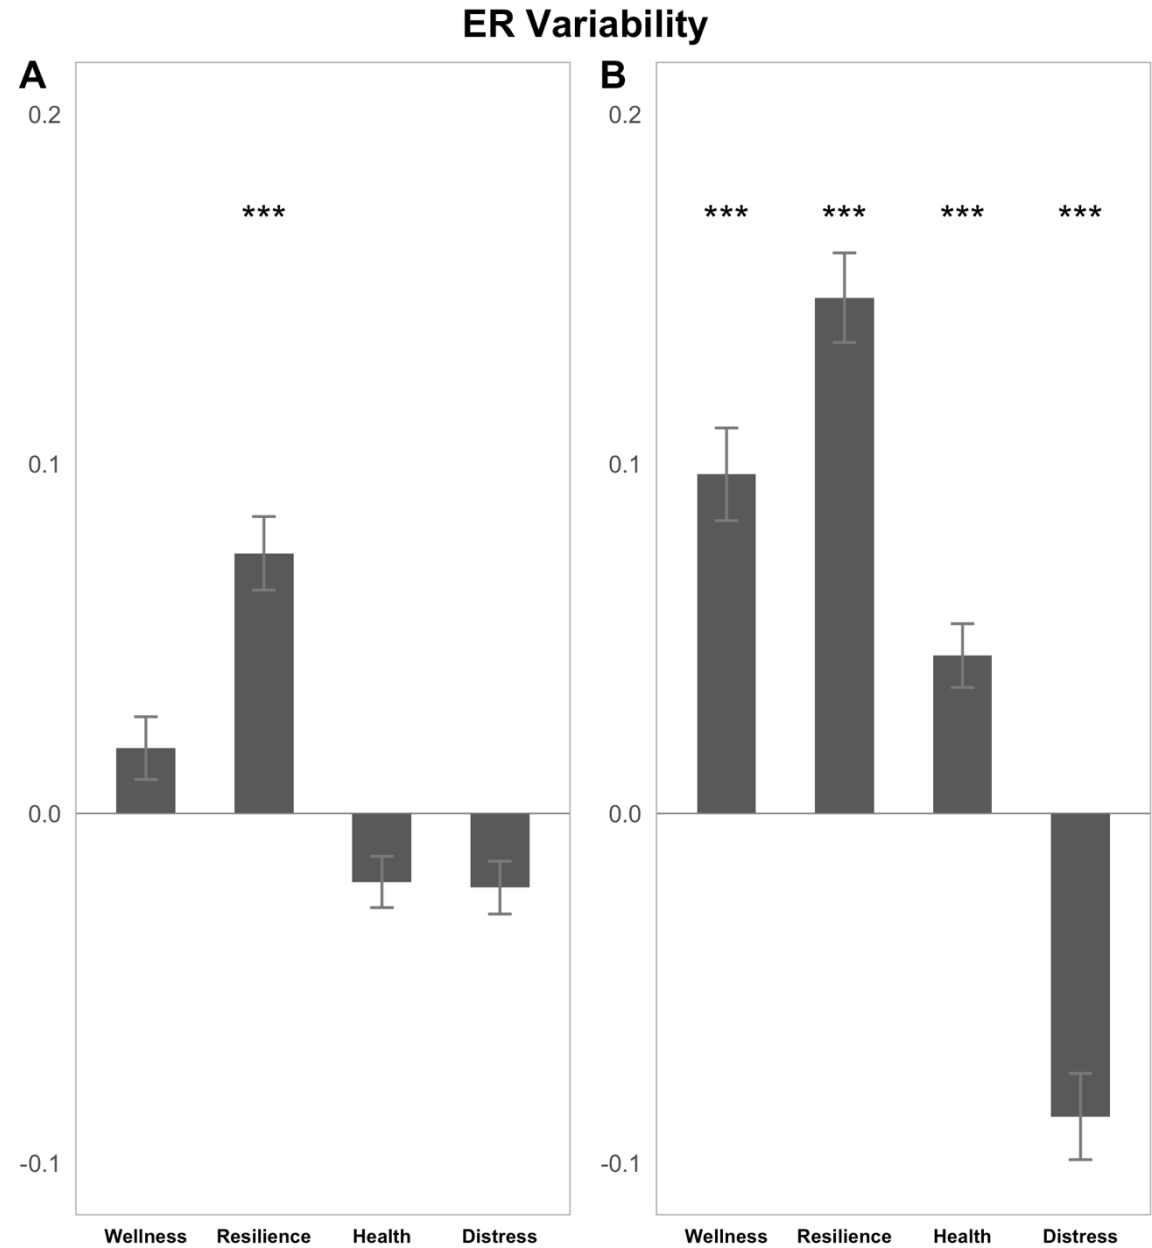 ER Variability
A
B
0.2
0.2
***
*** *** *** ***
0.1
0.1
0.0
0.0
-0.1
-0.1
Wellness Resilience Health Distress
Wellness Resilience Health Distress